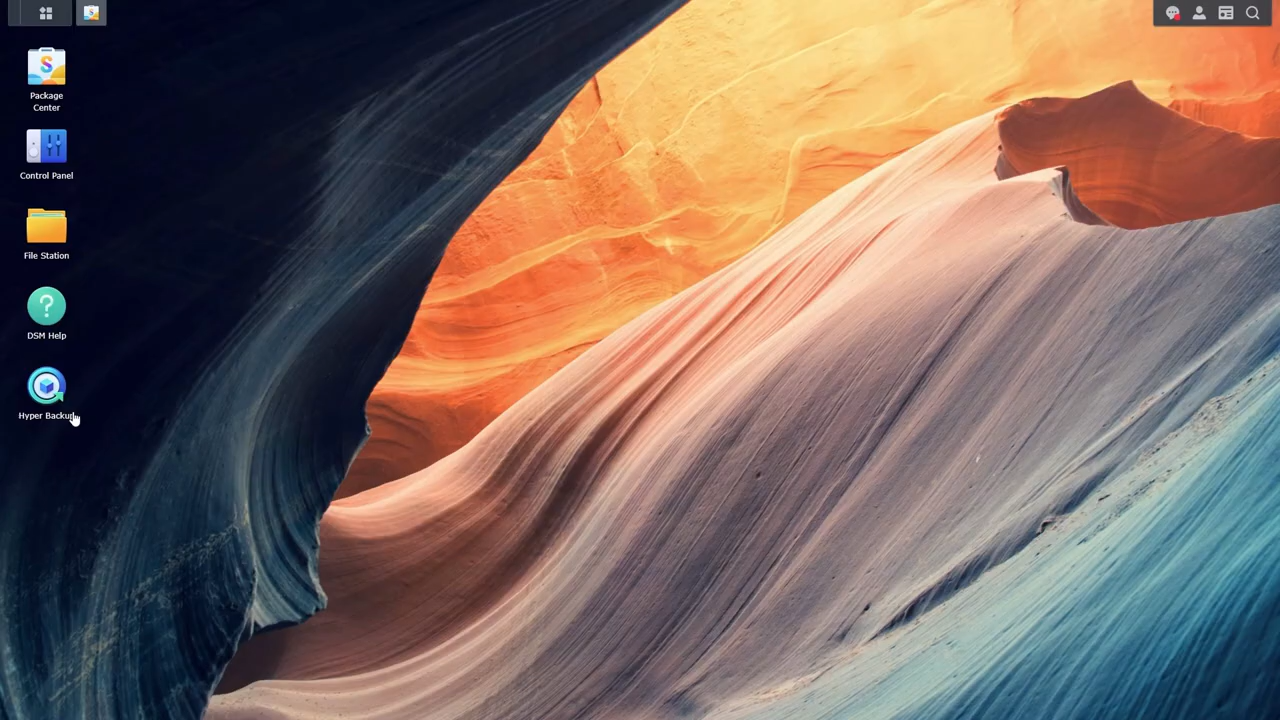 Package
Center
Control Panel
File Station
DSM Help
Hyper Backup